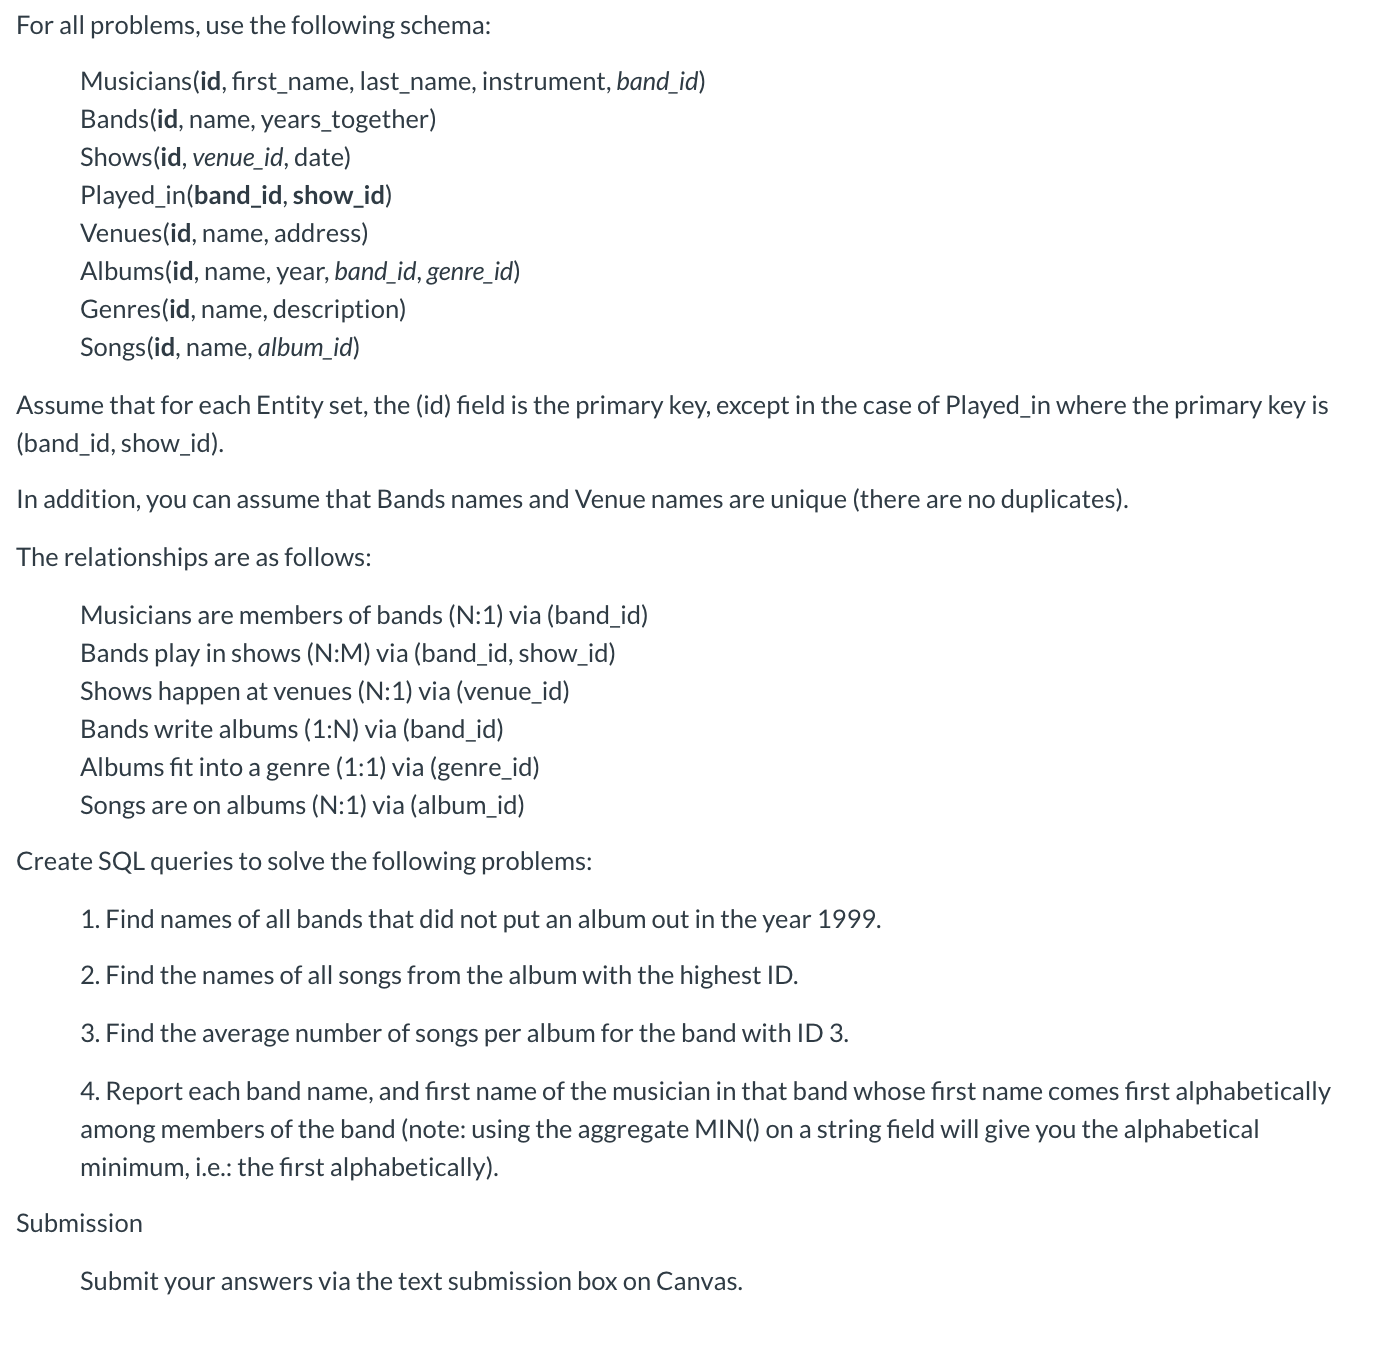 For all problems, use the following schema:
Musicians(id, first_name, last_name, instrument, band_id)
Bands(id, name, years_together)
Shows(id, venue_id, date)
Played_in(band_id, show_id)
Venues(id, name, address)
Albums(id, name, year, band_id, genre_id)
Genres(id, name, description)
Songs(id, name, album_id)
Assume that for each Entity set, the (id) field is the primary key, except in the case of Played_in where the primary key is
(band_id, show_id).
In addition, you can assume that Bands names and Venue names are unique (there are no duplicates).
The relationships are as follows:
Musicians are members of bands (N:1) via (band_id)
Bands play in shows (N:M) via (band_id, show_id)
Shows happen at venues (N:1) via (venue_id)
Bands write albums (1:N) via (band_id)
Albums fit into a genre (1:1) via (genre_id)
Songs are on albums (N:1) via (album_id)
Create SQL queries to solve the following problems:
1. Find names of all bands that did not put an album out in the year 1999.
2. Find the names of all songs from the album with the highest ID.
3. Find the average number of songs per album for the band with ID 3.
4. Report each band name, and first name of the musician in that band whose first name comes first alphabetically
among members of the band (note: using the aggregate MIN() on a string field will give you the alphabetical
minimum, i.e.: the first alphabetically).
Submission
Submit your answers via the text submission box on Canvas.